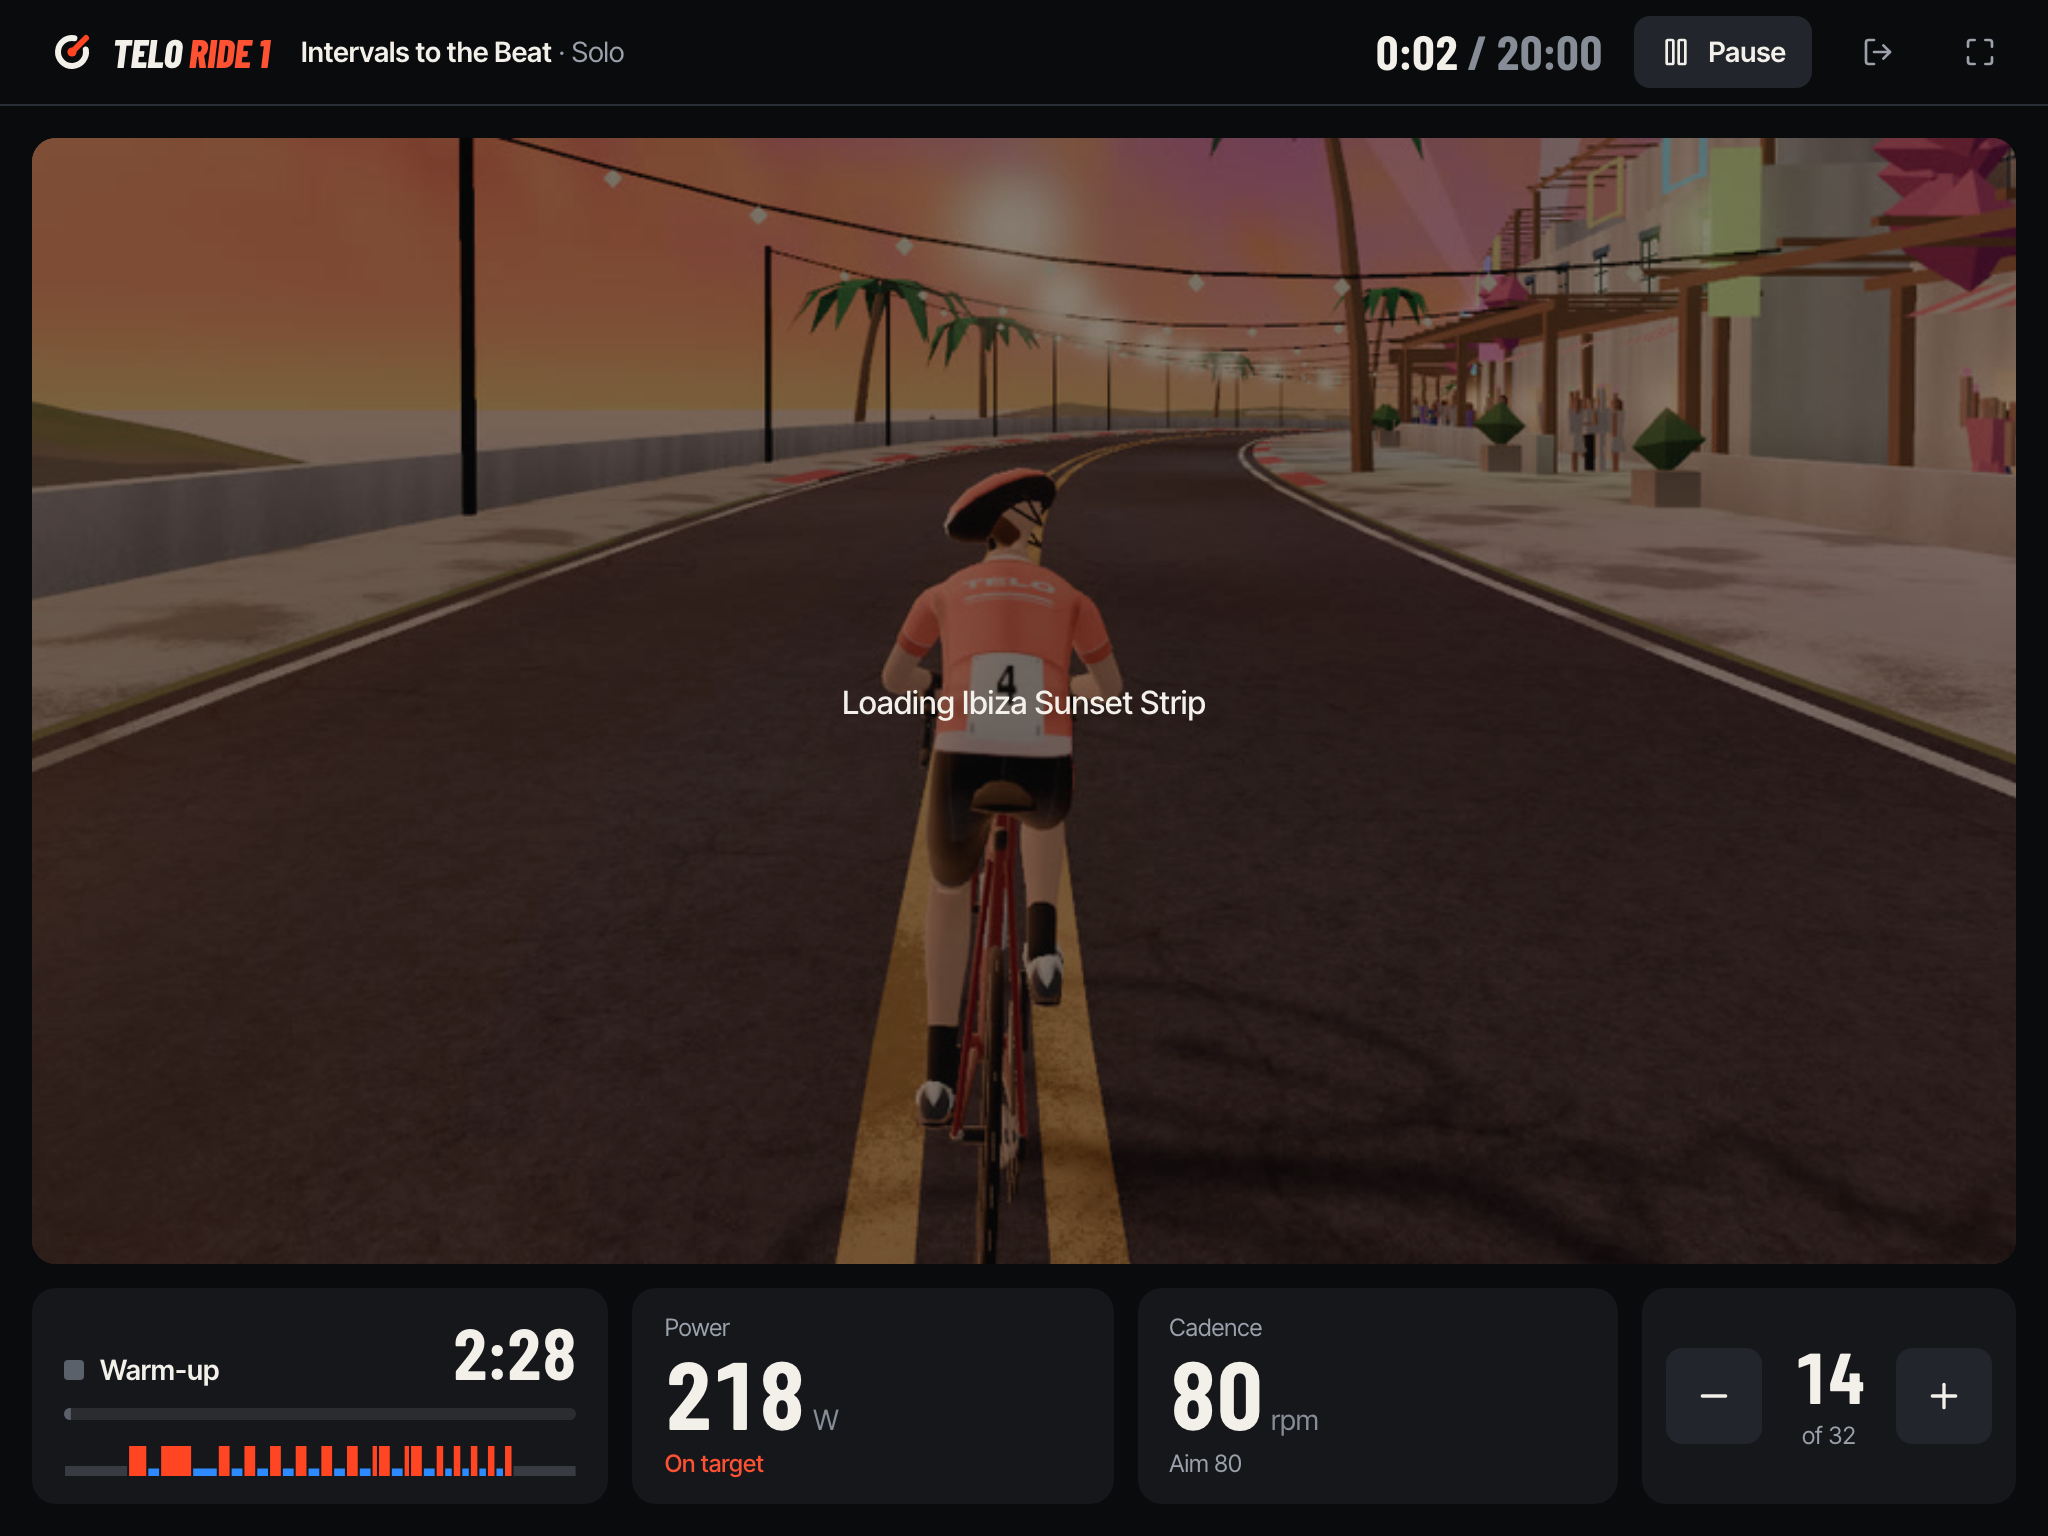 TELO RIDE 1 Intervals to the Beat · Solo 0:02 / 20:00 Pause
TELO
4
Loading Ibiza Sunset Strip
Warm-up 2:28
Power
218 W
On target
Cadence
80 rpm
Aim 80
14
of 32